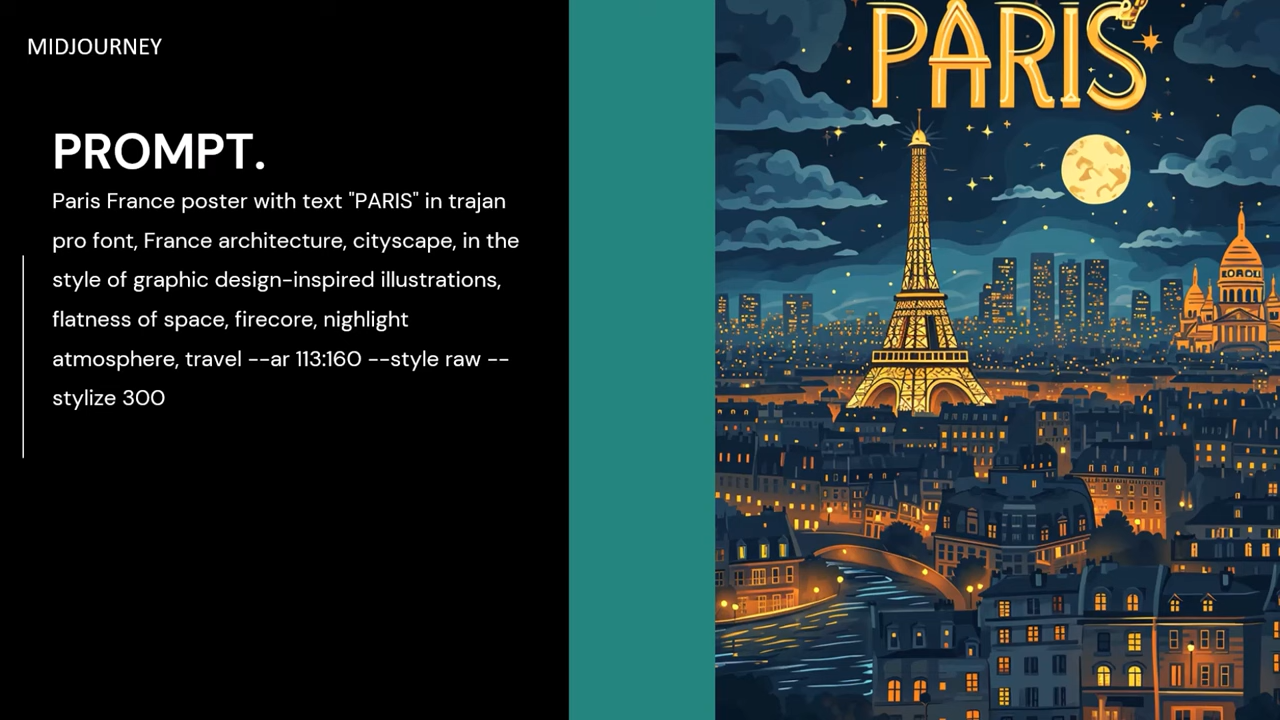 MIDJOURNEY
PROMPT.
Paris France poster with text "PARIS" in trajan
pro font, France architecture, cityscape, in the
style of graphic design-inspired illustrations,
flatness of space, firecore, nighlight
atmosphere, travel --ar 113:160 --style raw --
stylize 300
PARIS